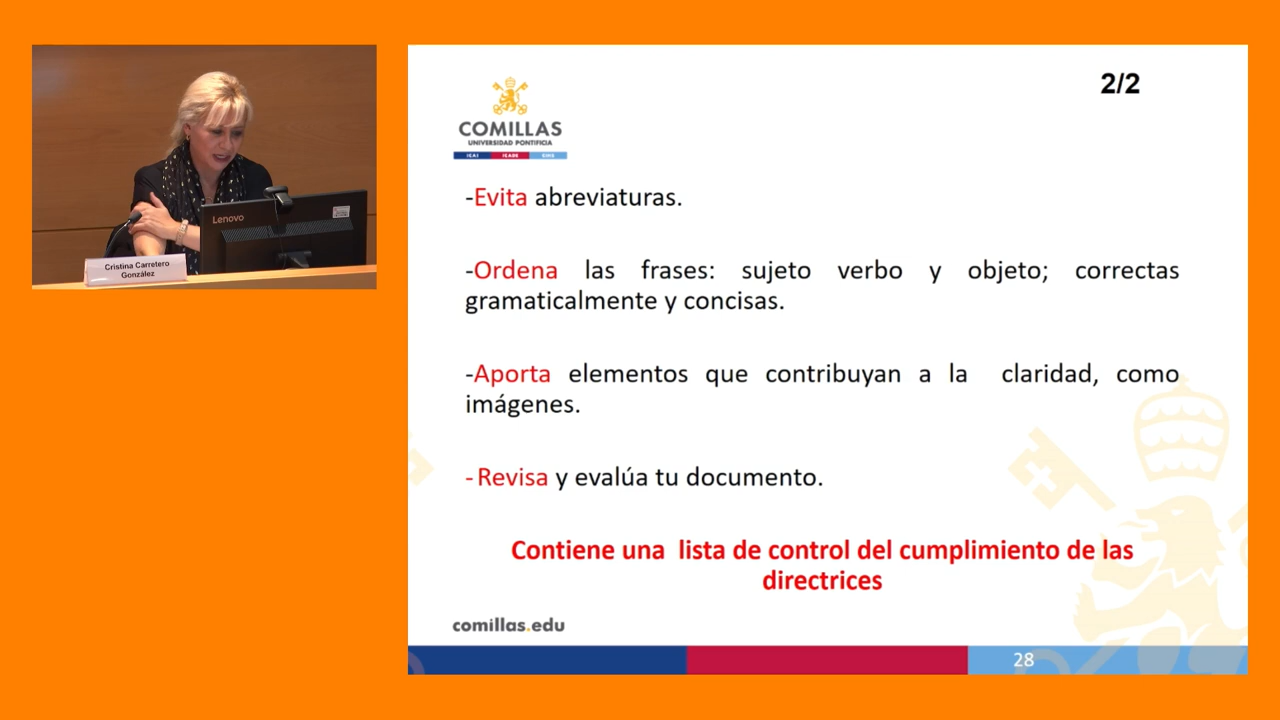 Lenovo
Cristina Carretero
González
2/2
COMILLAS
UNIVERSIDAD PONTIFICIA
ICAI ICADE CIHS
-Evita abreviaturas.
-Ordena las frases: sujeto verbo y objeto; correctas
gramaticalmente y concisas.
-Aporta elementos que contribuyan a la claridad, como
imágenes.
- Revisa y evalúa tu documento.
Contiene una lista de control del cumplimiento de las
directrices
comillas.edu
28